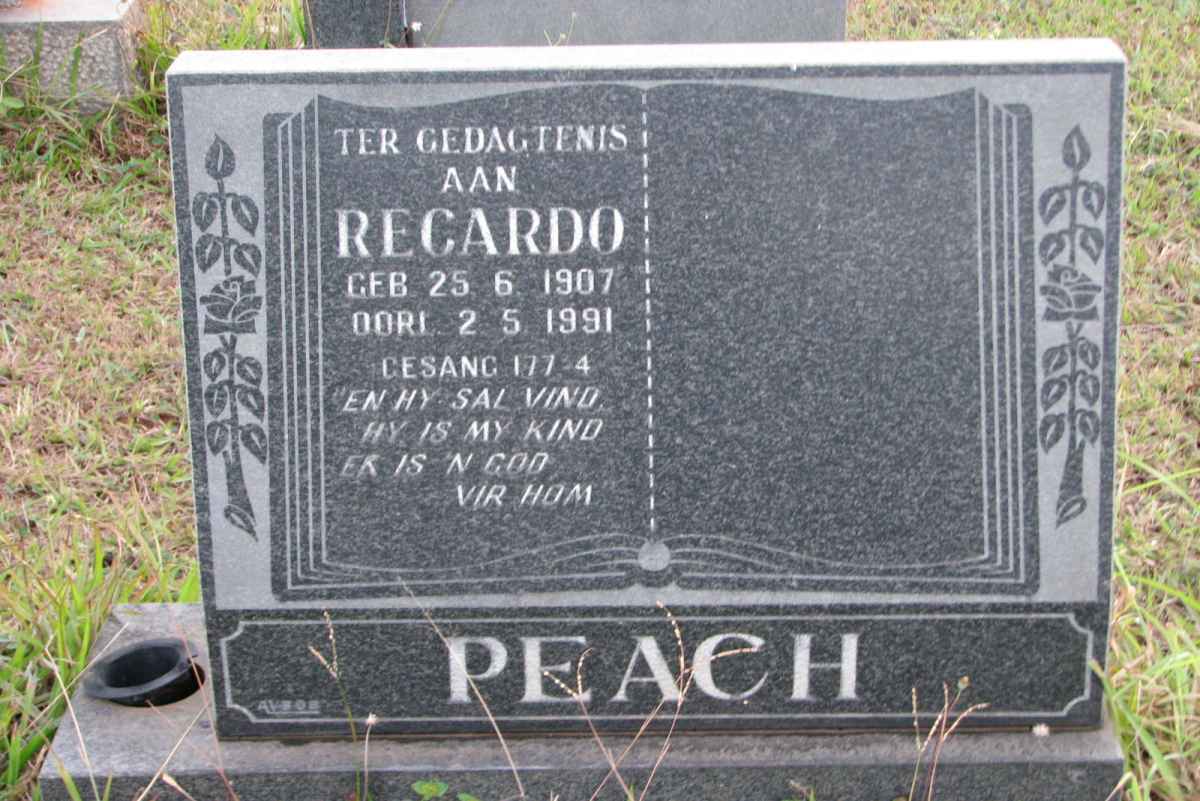 TER GEDAGTENIS
AAN
RECARDO
GEB 25 6 1907
OORL 2 5 1991
GESANG 177-4
"EN HY SAL VIND,
HY IS MY KIND
EK IS 'N GOD
VIR HOM"
PEACH